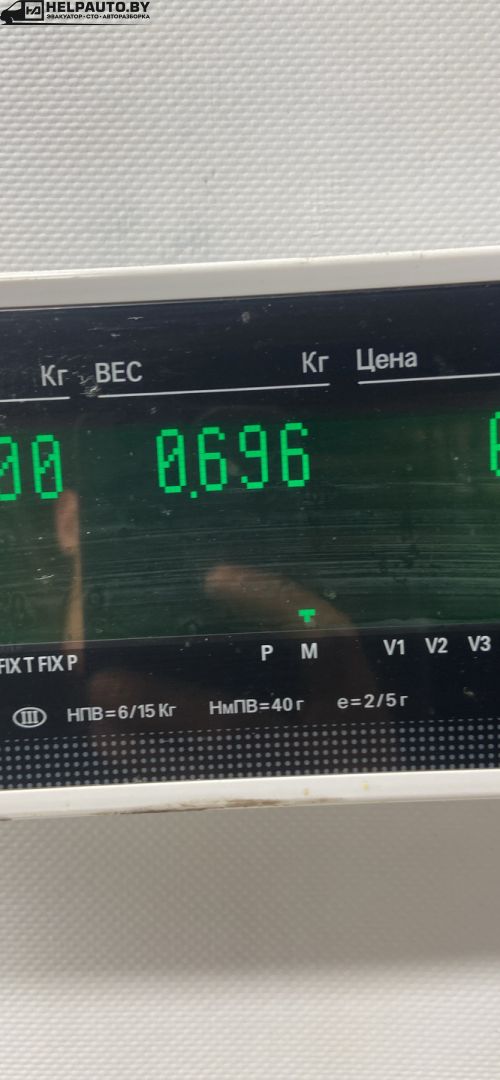 HELPAUTO.BY
ЭВАКУАТОР · СТО · АВТОРАЗБОРКА
Кг ВЕС Кг Цена
00 0.696
P M V1 V2 V3
FIX T FIX P
III НПВ=6/15 Кг НмПВ=40 г e=2/5 г